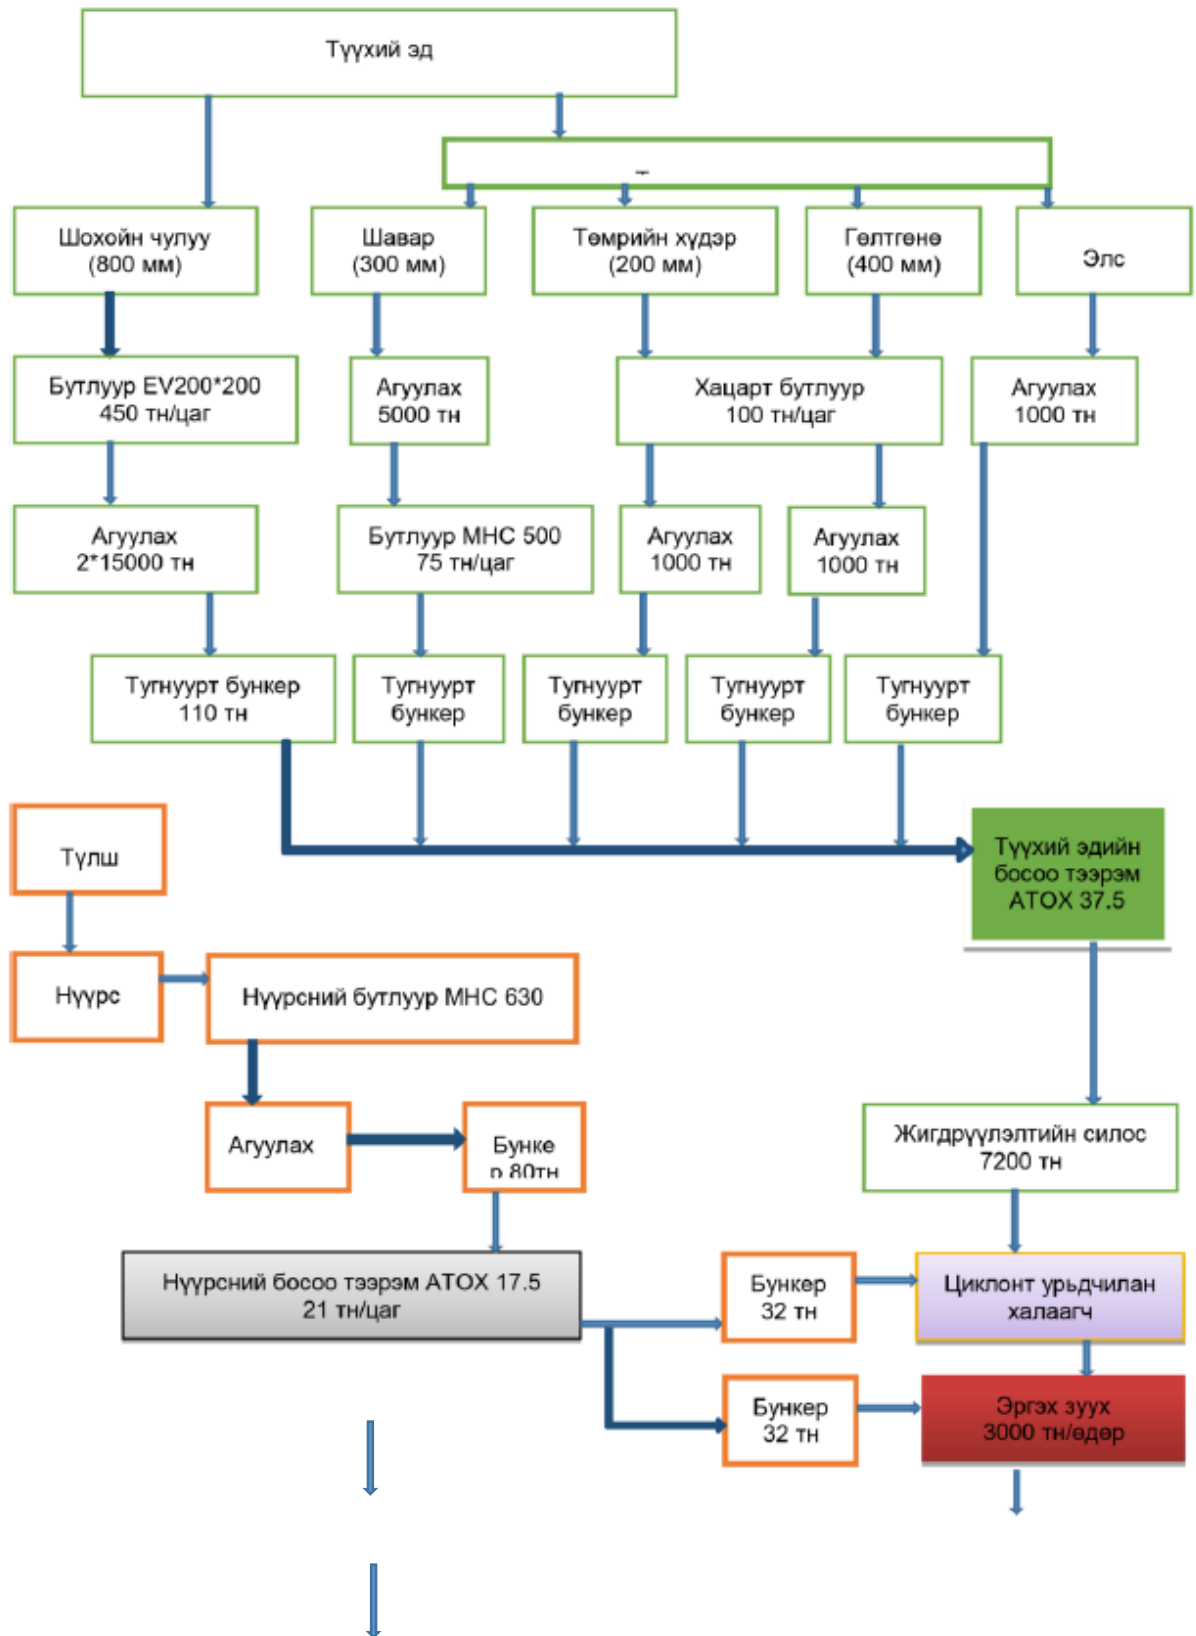 Түүхий эд
Шохойн чулуу
(800 мм)
Шавар
(300 мм)
Төмрийн хүдэр
(200 мм)
Гөлтгөнө
(400 мм)
Элс
Бутлуур EV200*200
450 тн/цаг
Агуулах
5000 тн
Хацарт бутлуур
100 тн/цаг
Агуулах
1000 тн
Агуулах
2*15000 тн
Бутлуур МНС 500
75 тн/цаг
Агуулах
1000 тн
Агуулах
1000 тн
Тугнуурт бункер
110 тн
Тугнуурт
бункер
Тугнуурт
бункер
Тугнуурт
бункер
Тугнуурт
бункер
Түлш
Түүхий эдийн
босоо тээрэм
АТОХ 37.5
Нүүрс
Нүүрсний бутлуур МНС 630
Агуулах
Бунке
р 80тн
Жигдрүүлэлтийн силос
7200 тн
Нүүрсний босоо тээрэм АТОХ 17.5
21 тн/цаг
Бункер
32 тн
Циклонт урьдчилан
халаагч
Бункер
32 тн
Эргэх зуух
3000 тн/өдөр